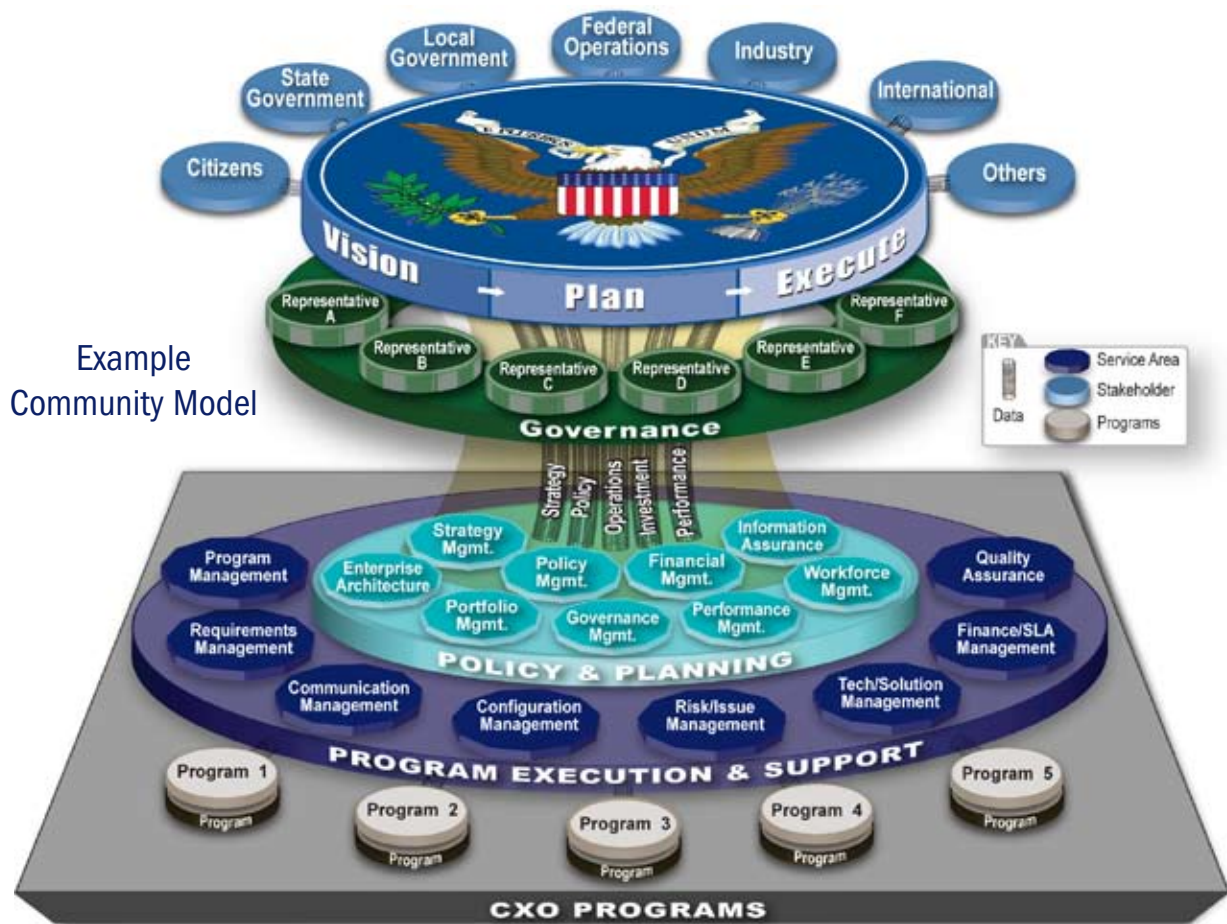 Federal
Operations
Local
Government
Industry
State
Government
International
Citizens
Others
E PLURIBUS
UNUM
Vision
Plan
Execute
Representative
A
Representative
B
Representative
C
Representative
D
Representative
E
Representative
F
Governance
Example
Community Model
KEY
Data
Service Area
Stakeholder
Programs
Strategy
Policy
Operations
Investment
Performance
Strategy
Mgmt.
Information
Assurance
Enterprise
Architecture
Policy
Mgmt.
Financial
Mgmt.
Workforce
Mgmt.
Portfolio
Mgmt.
Governance
Mgmt.
Performance
Mgmt.
POLICY & PLANNING
Program
Management
Quality
Assurance
Requirements
Management
Finance/SLA
Management
Communication
Management
Configuration
Management
Risk/Issue
Management
Tech/Solution
Management
PROGRAM EXECUTION & SUPPORT
Program 1
Program
Program 2
Program
Program 3
Program
Program 4
Program
Program 5
Program
CXO PROGRAMS